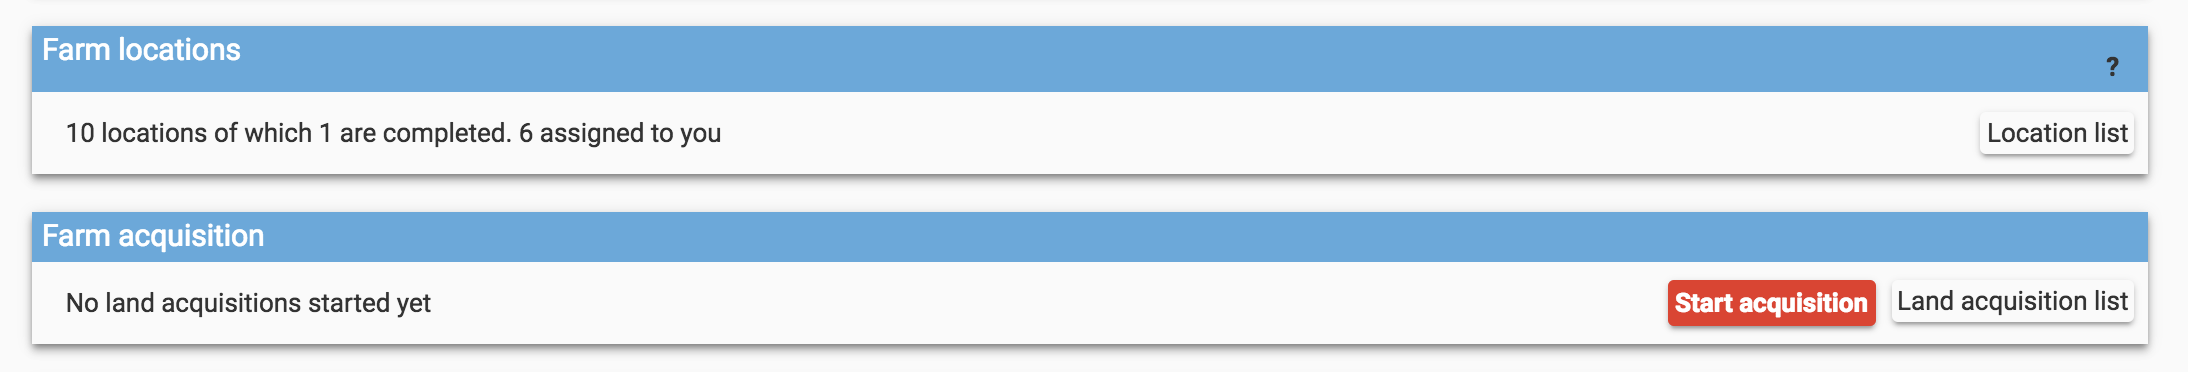 Farm locations
?
10 locations of which 1 are completed. 6 assigned to you
Location list
Farm acquisition
No land acquisitions started yet
Start acquisition
Land acquisition list